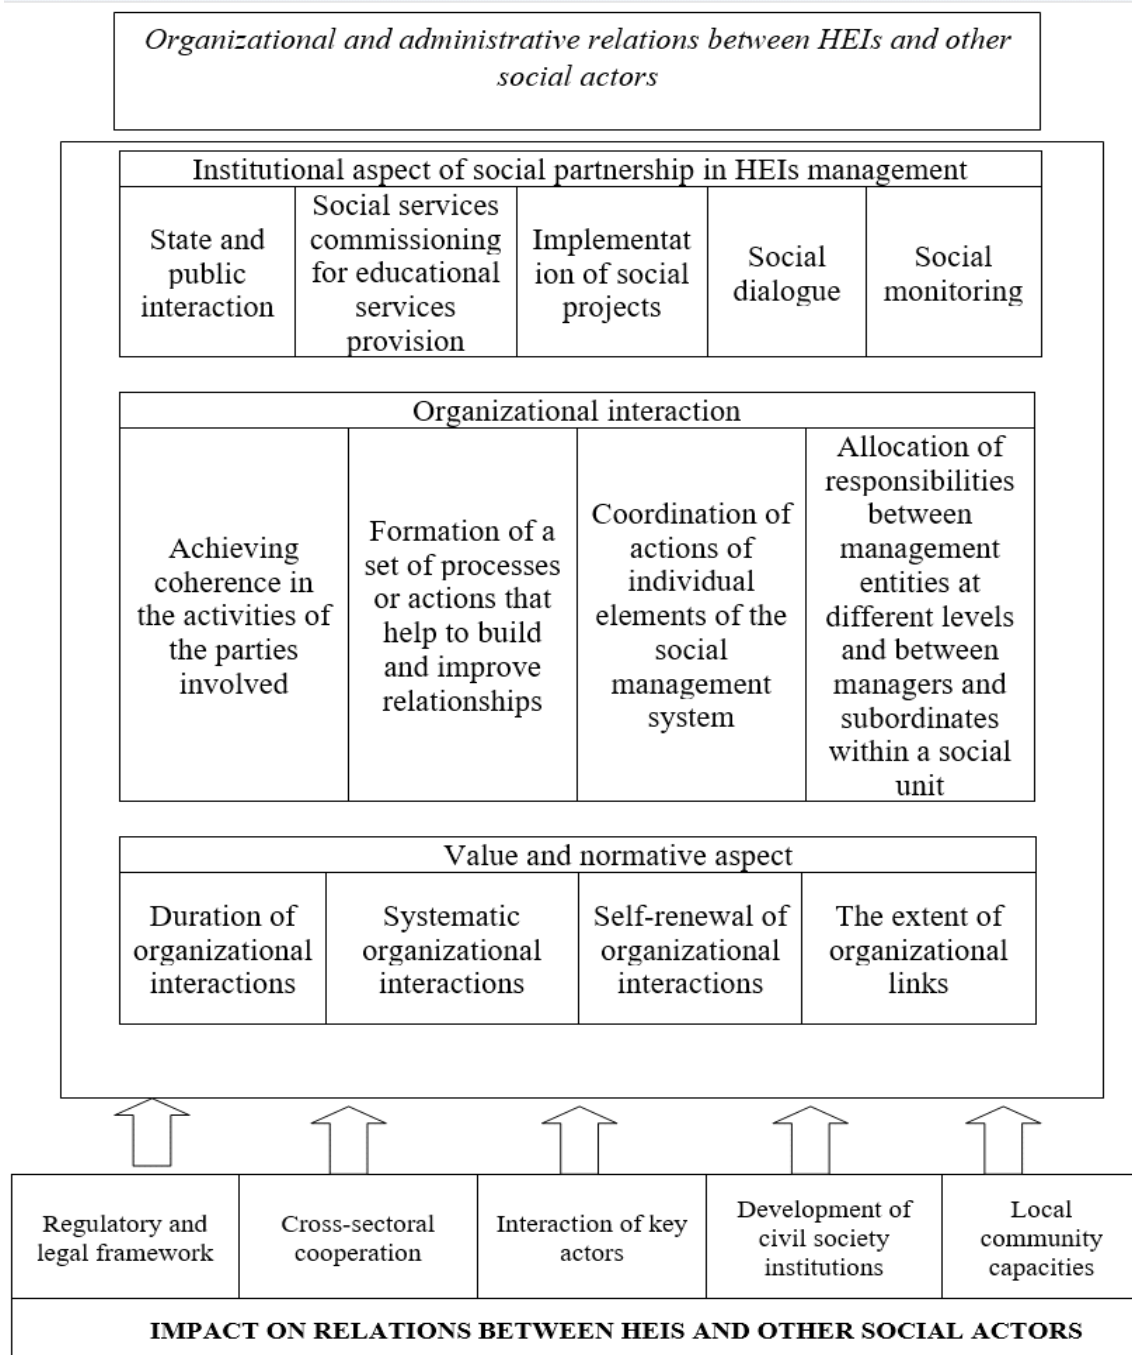 Organizational and administrative relations between HEIs and other
social actors
Institutional aspect of social partnership in HEIs management
State and
public
interaction
Social services
commissioning
for educational
services
provision
Implementat
ion of social
projects
Social
dialogue
Social
monitoring
Organizational interaction
Achieving
coherence in
the activities of
the parties
involved
Formation of a
set of processes
or actions that
help to build
and improve
relationships
Coordination of
actions of
individual
elements of the
social
management
system
Allocation of
responsibilities
between
management
entities at
different levels
and between
managers and
subordinates
within a social
unit
Value and normative aspect
Duration of
organizational
interactions
Systematic
organizational
interactions
Self-renewal of
organizational
interactions
The extent of
organizational
links
Regulatory and
legal framework
Cross-sectoral
cooperation
Interaction of key
actors
Development of
civil society
institutions
Local
community
capacities
IMPACT ON RELATIONS BETWEEN HEIS AND OTHER SOCIAL ACTORS